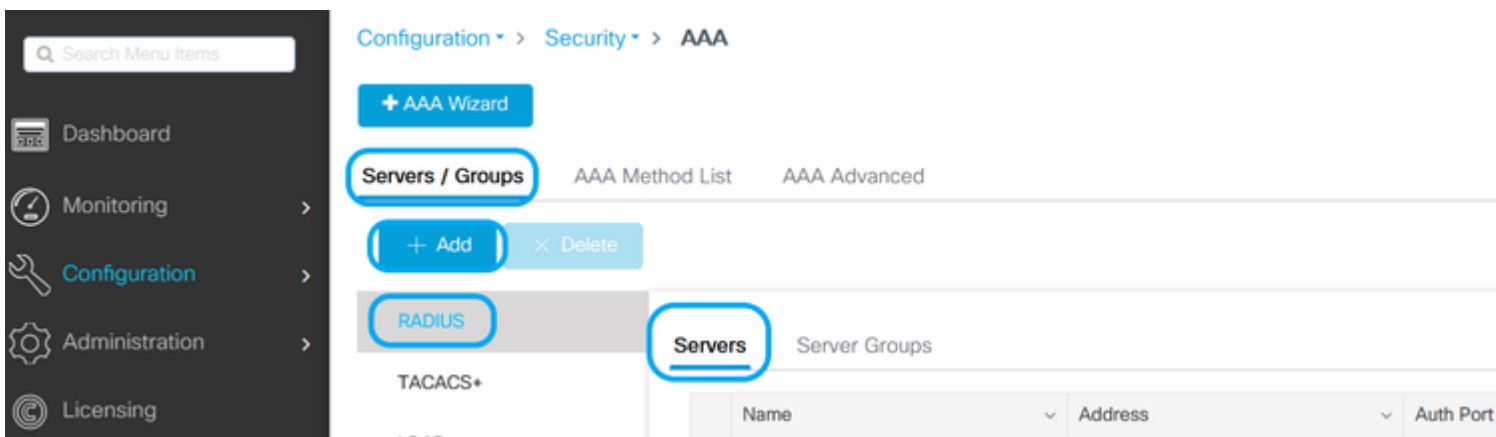 Configuration > Security > AAA
Search Menu Items
+ AAA Wizard
Dashboard
Servers / Groups AAA Method List AAA Advanced
Monitoring >
+ Add × Delete
Configuration >
RADIUS
Administration >
Servers Server Groups
TACACS+
Licensing
Name Address Auth Port